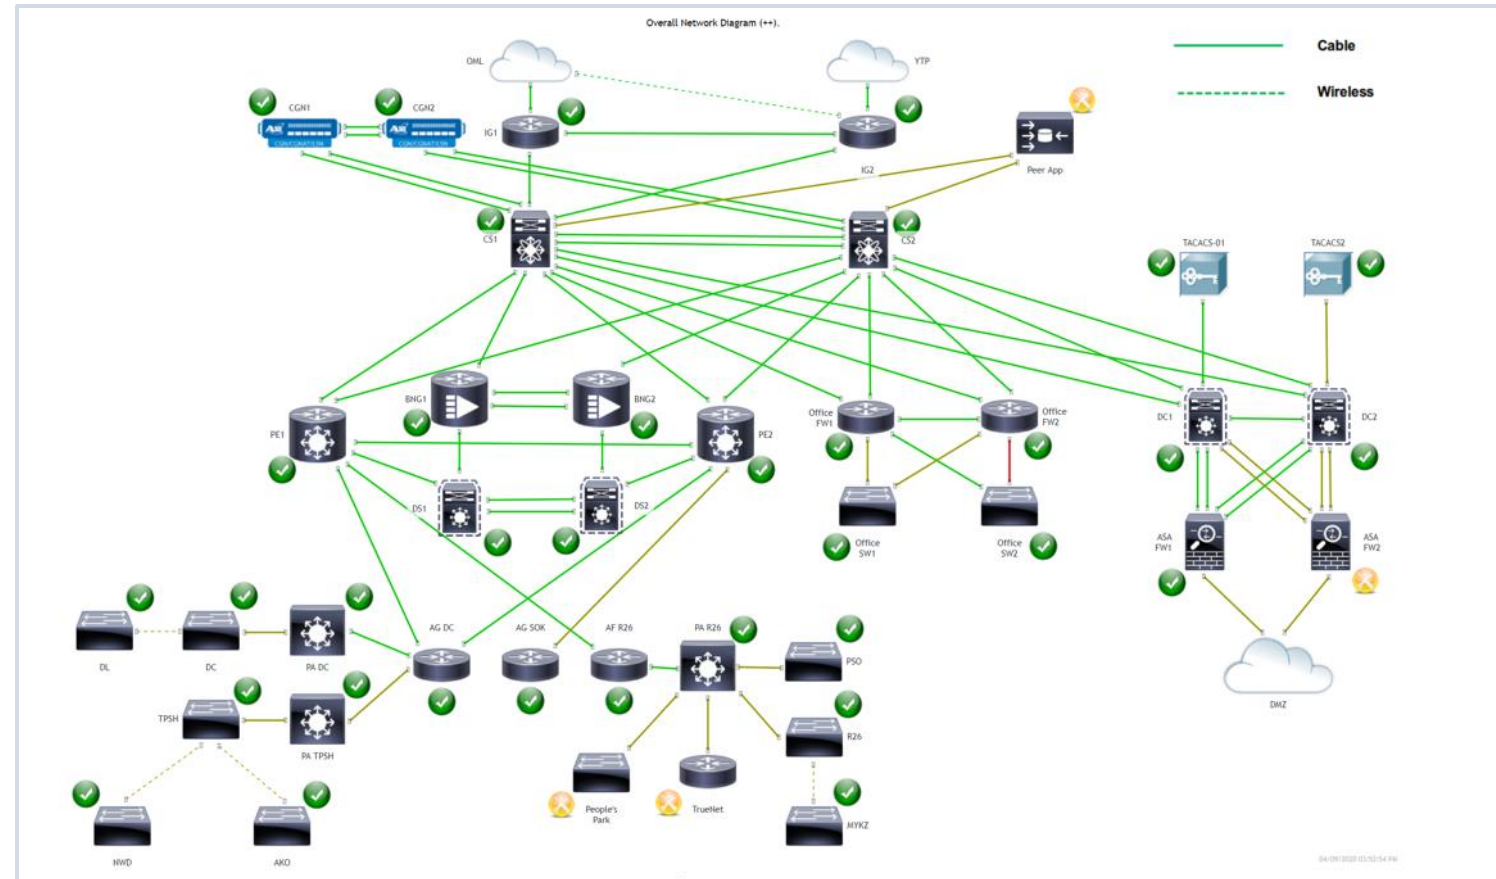 Overall Network Diagram (++).
Cable
Wireless
OML
YTP
CGN1
CGN2
IG1
IG2
Peer App
CS1
CS2
TACACS-01
TACACS2
BNG1
BNG2
PE1
PE2
Office
FW1
Office
FW2
DC1
DC2
DS1
DS2
Office
SW1
Office
SW2
ASA
FW1
ASA
FW2
AG DC
AG SOK
AF R26
PA R26
DL
DC
PA DC
PSO
TPSH
PA TPSH
R26
DMZ
People's
Park
TrueNet
MYKZ
NWD
AKO